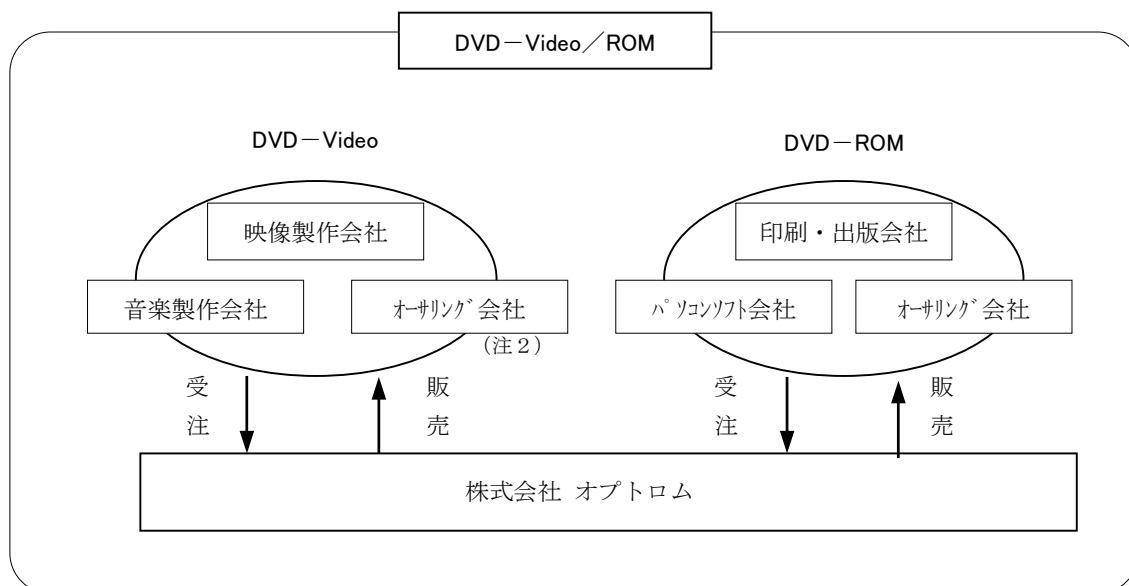 DVD－Video／ROM
DVD－Video
映像製作会社
音楽製作会社
ｵｰｻﾘﾝｸﾞ会社
(注２)
受注
販売
DVD－ROM
印刷・出版会社
ﾊﾟｿｺﾝｿﾌﾄ会社
ｵｰｻﾘﾝｸﾞ会社
受注
販売
株式会社 オプトロム